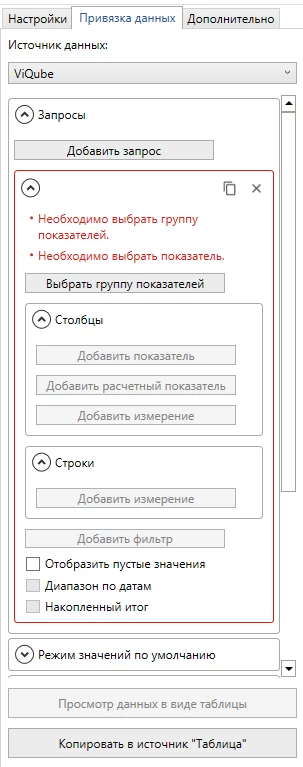 Настройки Привязка данных Дополнительно
Источник данных:
ViQube
Запросы
Добавить запрос
• Необходимо выбрать группу
показателей.
• Необходимо выбрать показатель.
Выбрать группу показателей
Столбцы
Добавить показатель
Добавить расчетный показатель
Добавить измерение
Строки
Добавить измерение
Добавить фильтр
Отобразить пустые значения
Диапазон по датам
Накопленный итог
Режим значений по умолчанию
Просмотр данных в виде таблицы
Копировать в источник "Таблица"